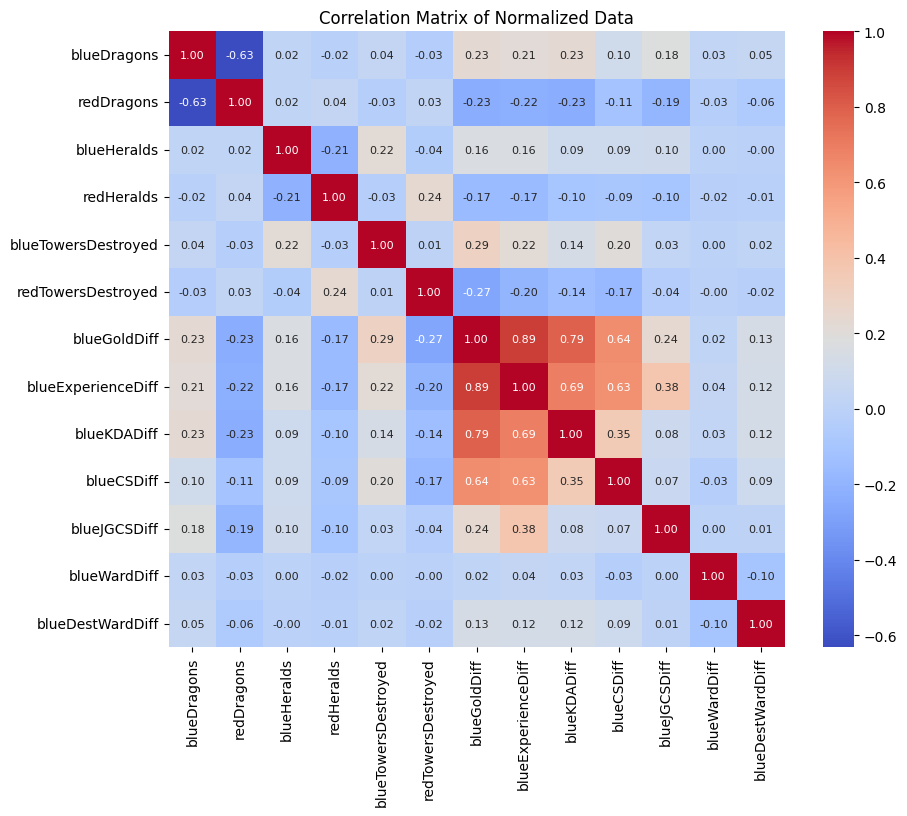 Correlation Matrix of Normalized Data
blueDragons 1.00 -0.63 0.02 -0.02 0.04 -0.03 0.23 0.21 0.23 0.10 0.18 0.03 0.05
redDragons -0.63 1.00 0.02 0.04 -0.03 0.03 -0.23 -0.22 -0.23 -0.11 -0.19 -0.03 -0.06
blueHeralds 0.02 0.02 1.00 -0.21 0.22 -0.04 0.16 0.16 0.09 0.09 0.10 0.00 -0.00
redHeralds -0.02 0.04 -0.21 1.00 -0.03 0.24 -0.17 -0.17 -0.10 -0.09 -0.10 -0.02 -0.01
blueTowersDestroyed 0.04 -0.03 0.22 -0.03 1.00 0.01 0.29 0.22 0.14 0.20 0.03 0.00 0.02
redTowersDestroyed -0.03 0.03 -0.04 0.24 0.01 1.00 -0.27 -0.20 -0.14 -0.17 -0.04 -0.00 -0.02
blueGoldDiff 0.23 -0.23 0.16 -0.17 0.29 -0.27 1.00 0.89 0.79 0.64 0.24 0.02 0.13
blueExperienceDiff 0.21 -0.22 0.16 -0.17 0.22 -0.20 0.89 1.00 0.69 0.63 0.38 0.04 0.12
blueKDADiff 0.23 -0.23 0.09 -0.10 0.14 -0.14 0.79 0.69 1.00 0.35 0.08 0.03 0.12
blueCSDiff 0.10 -0.11 0.09 -0.09 0.20 -0.17 0.64 0.63 0.35 1.00 0.07 -0.03 0.09
blueJGCSDiff 0.18 -0.19 0.10 -0.10 0.03 -0.04 0.24 0.38 0.08 0.07 1.00 0.00 0.01
blueWardDiff 0.03 -0.03 0.00 -0.02 0.00 -0.00 0.02 0.04 0.03 -0.03 0.00 1.00 -0.10
blueDestWardDiff 0.05 -0.06 -0.00 -0.01 0.02 -0.02 0.13 0.12 0.12 0.09 0.01 -0.10 1.00
blueDragons
redDragons
blueHeralds
redHeralds
blueTowersDestroyed
redTowersDestroyed
blueGoldDiff
blueExperienceDiff
blueKDADiff
blueCSDiff
blueJGCSDiff
blueWardDiff
blueDestWardDiff
1.0
0.8
0.6
0.4
0.2
0.0
−0.2
−0.4
−0.6